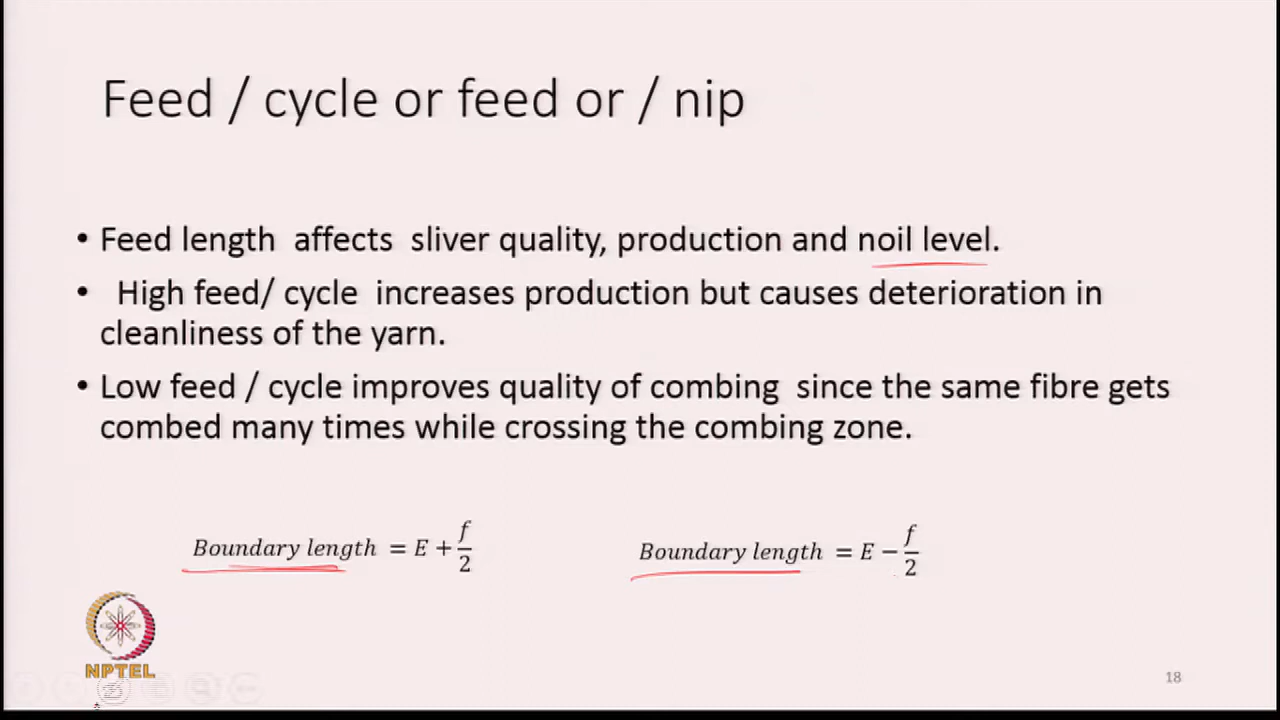 Feed / cycle or feed or / nip
• Feed length affects sliver quality, production and noil level.
• High feed/ cycle increases production but causes deterioration in
cleanliness of the yarn.
• Low feed / cycle improves quality of combing since the same fibre gets
combed many times while crossing the combing zone.
Boundary length = E + f/2
Boundary length = E − f/2
NPTEL
18